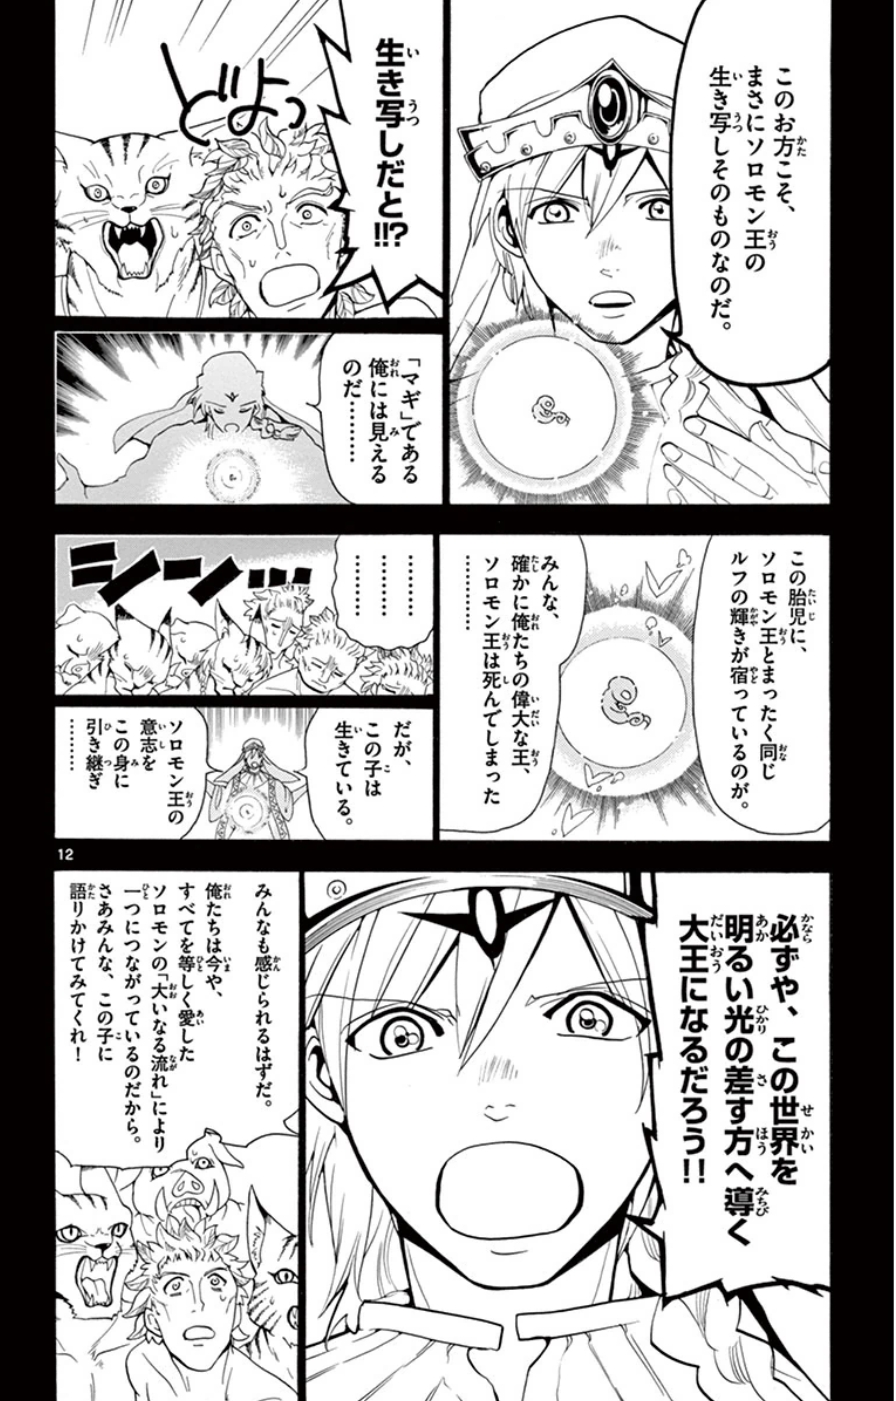 このお方こそ、
まさにソロモン王の
生き写しそのものなのだ。
生き写しだと!!?
どよっ
「マギ」である
俺には見える
のだ………
この胎児に、
ソロモン王とまったく同じ
ルフの輝きが宿っているのが。
みんな、
確かに俺たちの偉大な王、
ソロモン王は死んでしまった
………
………
………
シーンッ
だが、
この子は
生きている。
ソロモン王の
意志を
この身に
引き継ぎ
………
12
必ずや、この世界を
明るい光の差す方へ導く
大王になるだろう!!
みんなも感じられるはずだ。
俺たちは今や、
すべてを等しく愛した
ソロモンの「大いなる流れ」により
一つにつながっているのだから。
さあみんな、この子に
語りかけてみてくれ!